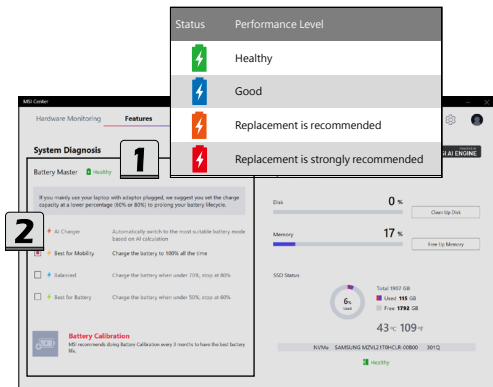 Status Performance Level
Healthy
Good
Replacement is recommended
Replacement is strongly recommended
MSI Center
Hardware Monitoring Features
System Diagnosis
AI ENGINE
1
Battery Master Healthy
If you mainly use your laptop with adaptor plugged, we suggest you set the charge
capacity at a lower percentage (60% or 80%) to prolong your battery lifecycle.
2
AI Charger Automatically switch to the most suitable battery mode
based on AI calculation
Best for Mobility Charge the battery to 100% all the time
Balanced Charge the battery when under 70%, stop at 80%
Best for Battery Charge the battery when under 50%, stop at 60%
Battery Calibration
MSI recommends doing Battery Calibration every 3 months to have the best battery
life.
Disk 0 %
Clean Up Disk
Memory 17 %
Free Up Memory
SSD Status
6%
Used
Total 1907 GB
Used 115 GB
Free 1792 GB
43 °C 109 °F
NVMe SAMSUNG MZVL21T0HCLR-00B00 301Q
Healthy